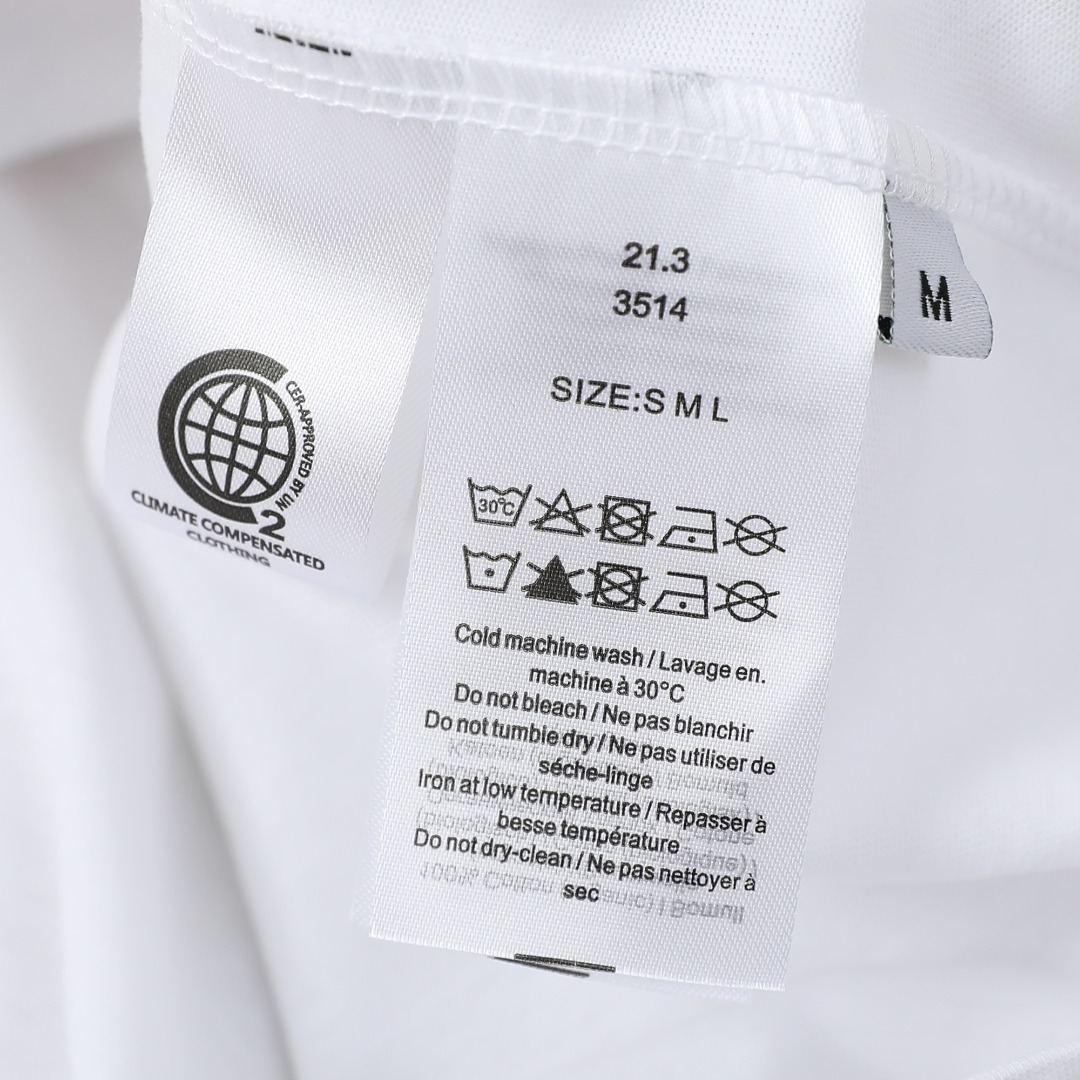 CER-APPROVED BY UN
2
CLIMATE COMPENSATED
CLOTHING
21.3
3514
SIZE:S M L
M
30°C
Cold machine wash / Lavage en.
machine à 30°C
Do not bleach / Ne pas blanchir
Do not tumble dry / Ne pas utiliser de
séche-linge
Iron at low temperature / Repasser à
besse température
Do not dry-clean / Ne pas nettoyer à
sec